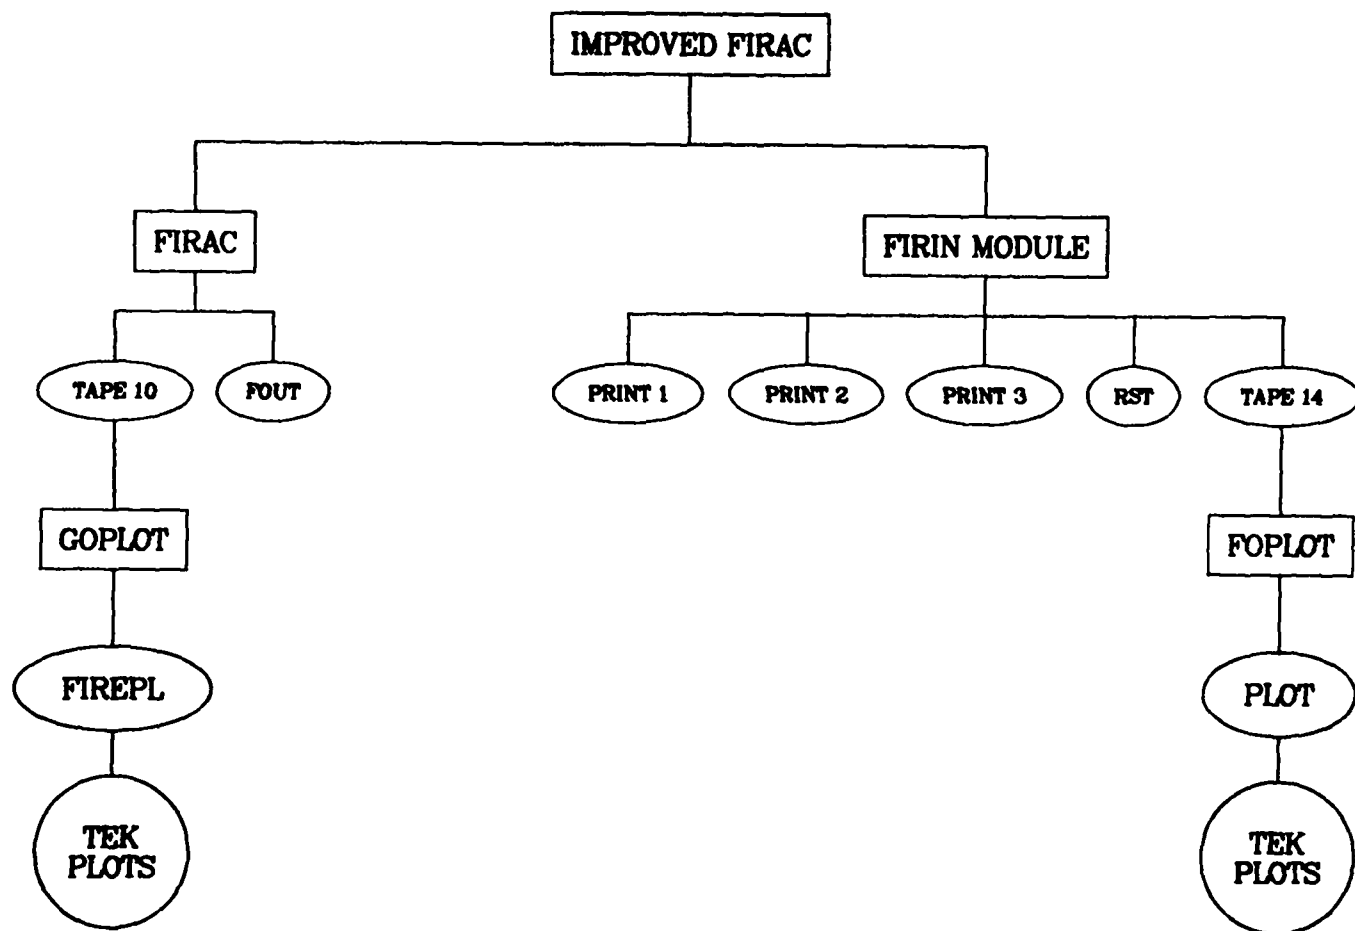 IMPROVED FIRAC
FIRAC
FIRIN MODULE
TAPE 10
FOUT
PRINT 1
PRINT 2
PRINT 3
RST
TAPE 14
GOPLOT
FOPLOT
FIREPL
PLOT
TEK
PLOTS
TEK
PLOTS